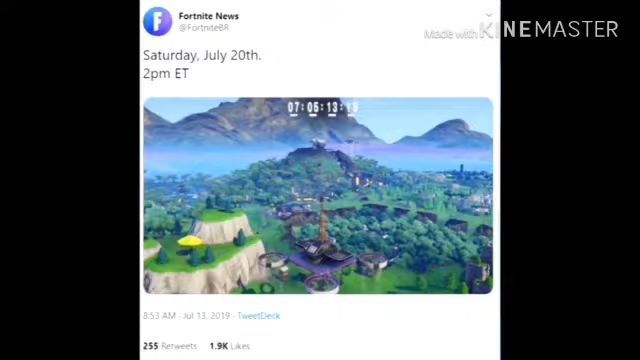 Fortnite News
@FortniteBR
Made with KINEMASTER
Saturday, July 20th.
2pm ET
07:05:13:15
8:53 AM · Jul 13, 2019 · TweetDeck
255 Retweets 1.9K Likes